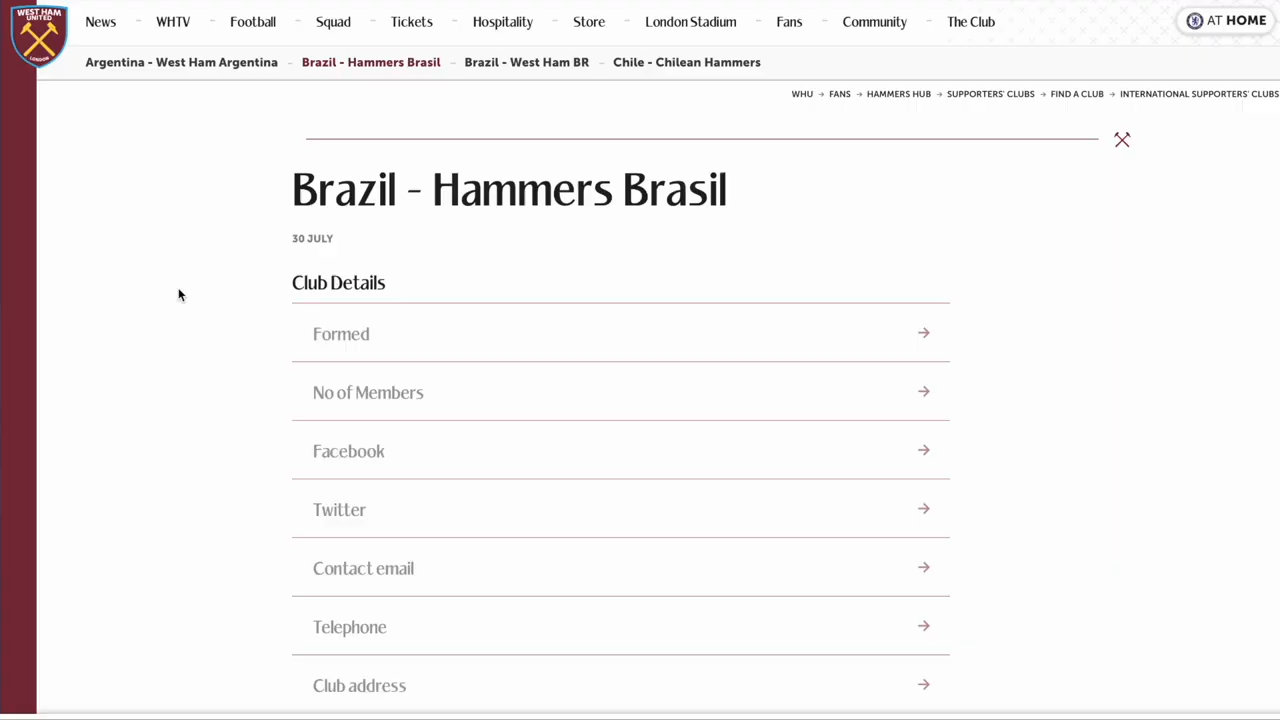 WEST HAM
UNITED
LONDON
News - WHTV - Football - Squad - Tickets - Hospitality - Store - London Stadium - Fans - Community - The Club
AT HOME
Argentina - West Ham Argentina - Brazil - Hammers Brasil - Brazil - West Ham BR - Chile - Chilean Hammers
WHU → FANS → HAMMERS HUB → SUPPORTERS' CLUBS → FIND A CLUB → INTERNATIONAL SUPPORTERS' CLUBS
Brazil - Hammers Brasil
30 JULY
Club Details
Formed →
No of Members →
Facebook →
Twitter →
Contact email →
Telephone →
Club address →